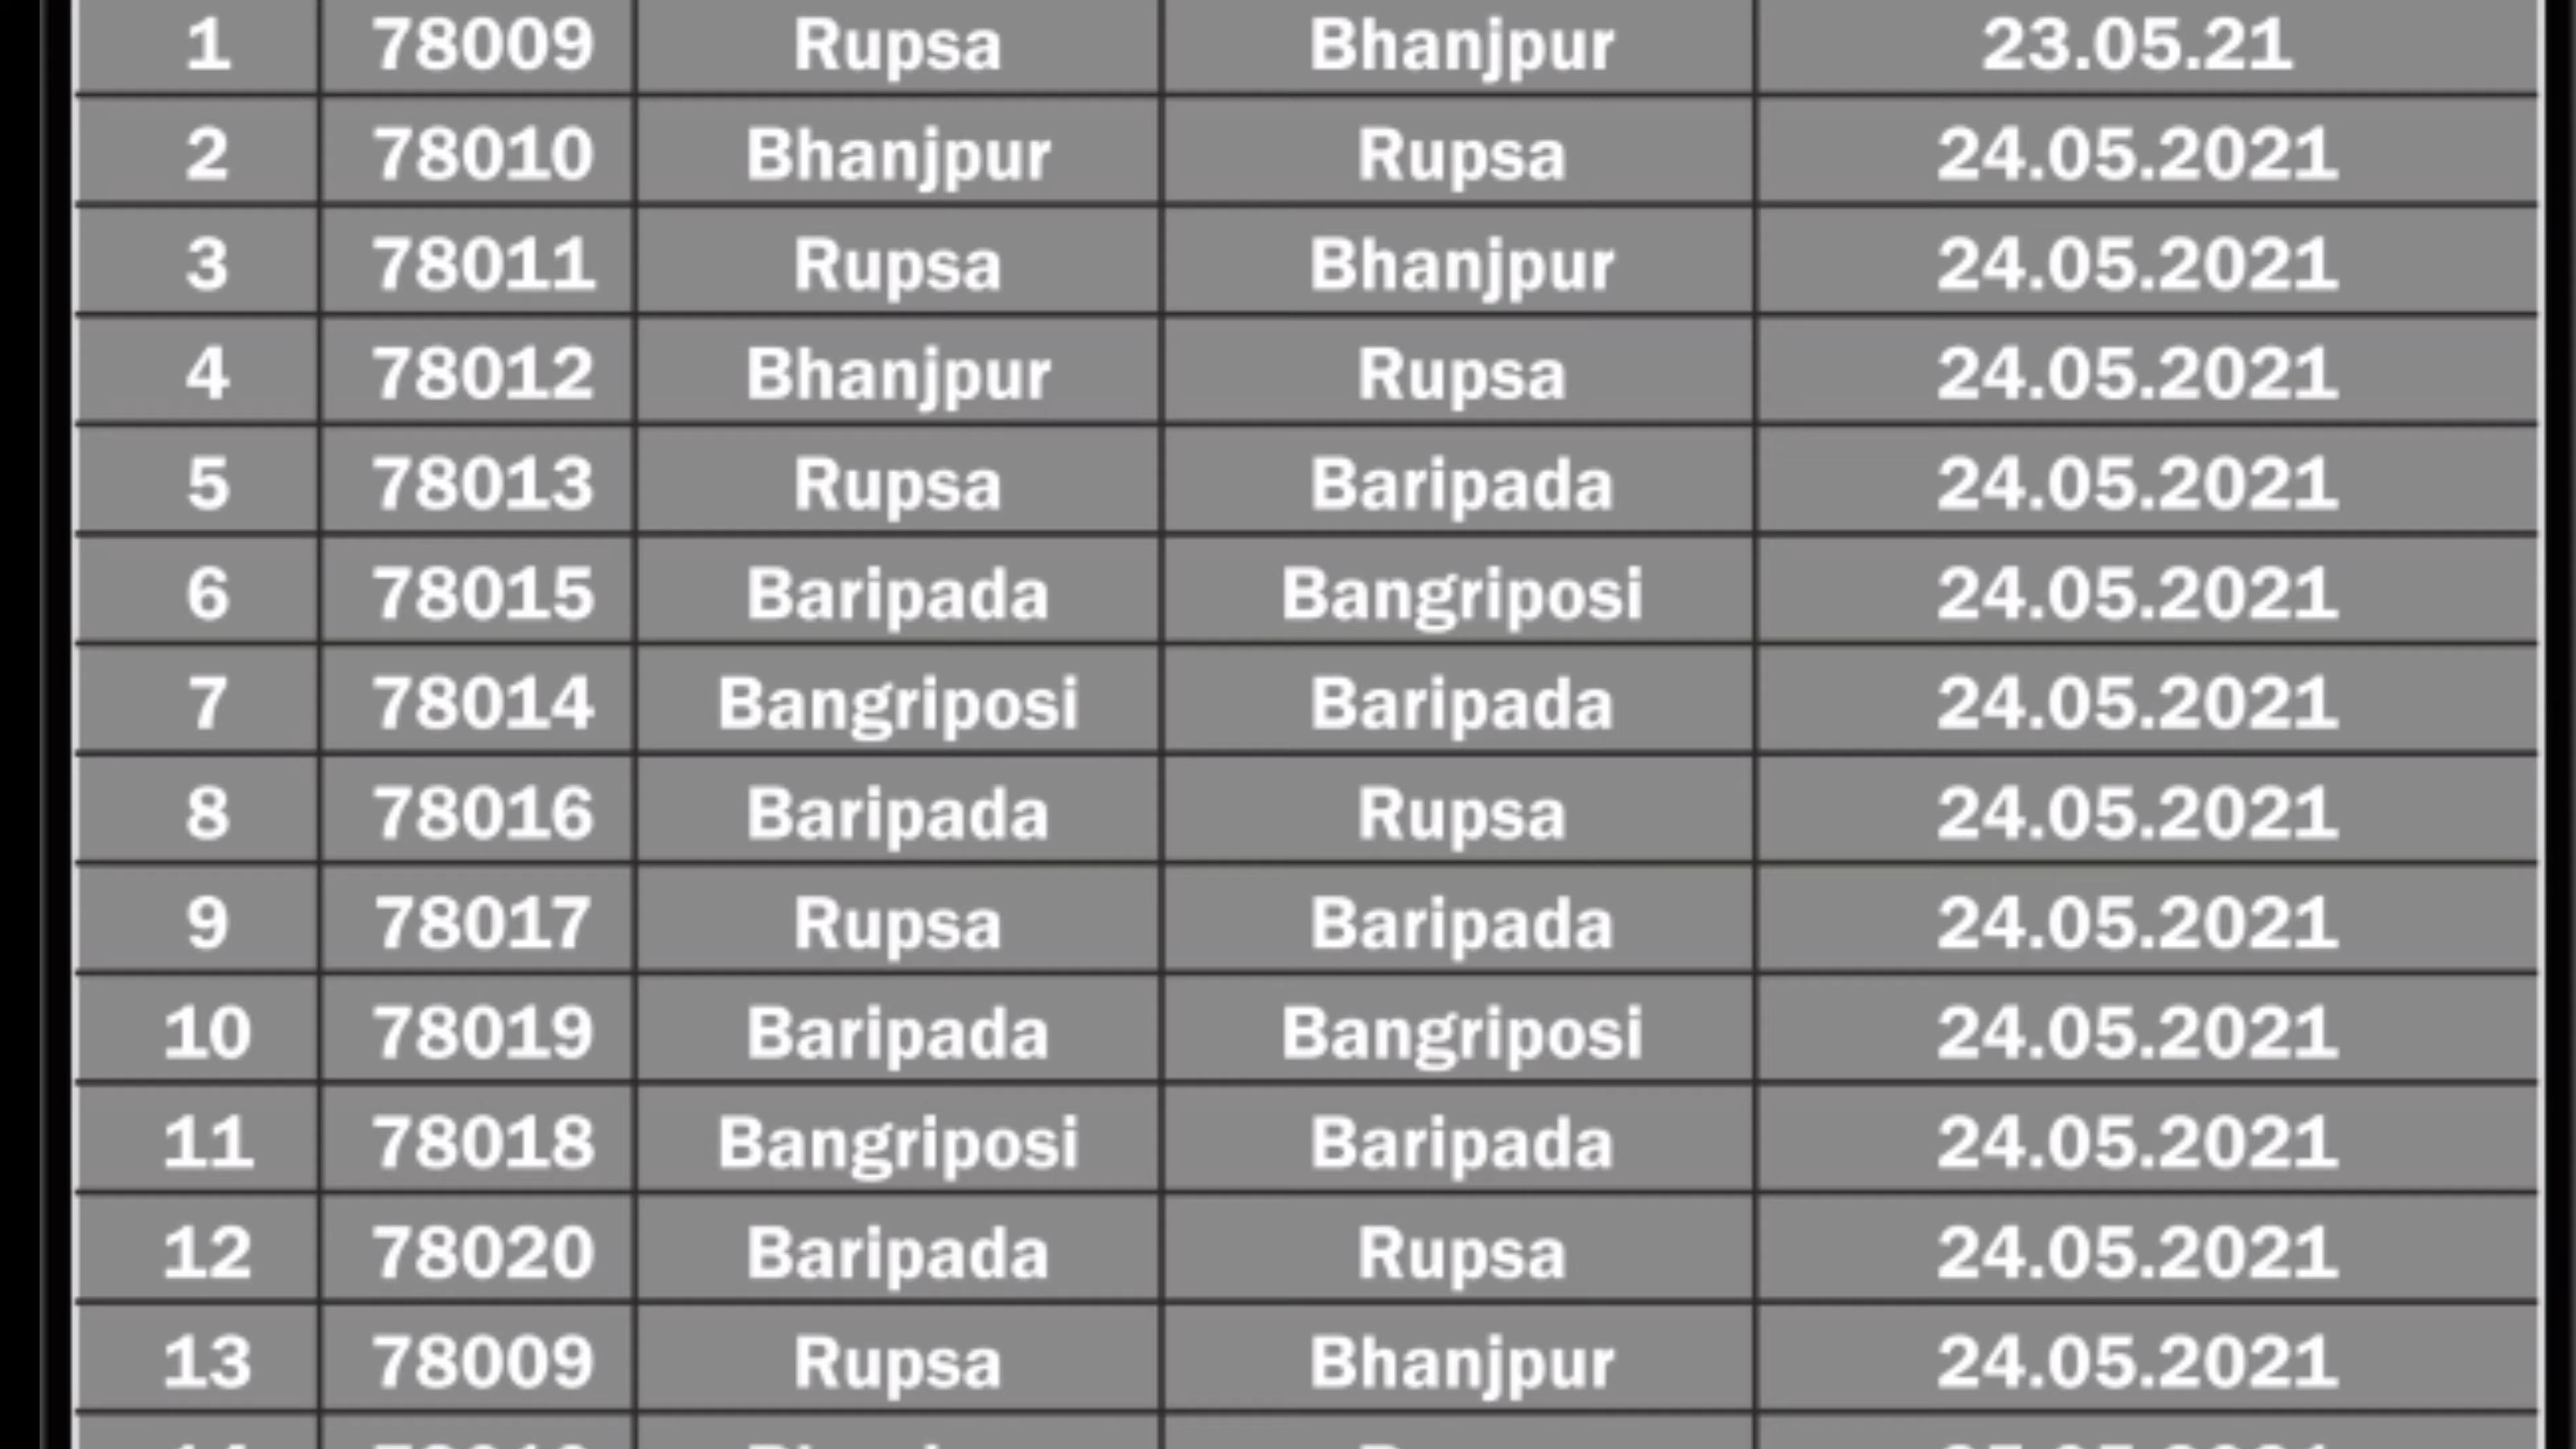 1 78009 Rupsa Bhanjpur 23.05.21
2 78010 Bhanjpur Rupsa 24.05.2021
3 78011 Rupsa Bhanjpur 24.05.2021
4 78012 Bhanjpur Rupsa 24.05.2021
5 78013 Rupsa Baripada 24.05.2021
6 78015 Baripada Bangriposi 24.05.2021
7 78014 Bangriposi Baripada 24.05.2021
8 78016 Baripada Rupsa 24.05.2021
9 78017 Rupsa Baripada 24.05.2021
10 78019 Baripada Bangriposi 24.05.2021
11 78018 Bangriposi Baripada 24.05.2021
12 78020 Baripada Rupsa 24.05.2021
13 78009 Rupsa Bhanjpur 24.05.2021